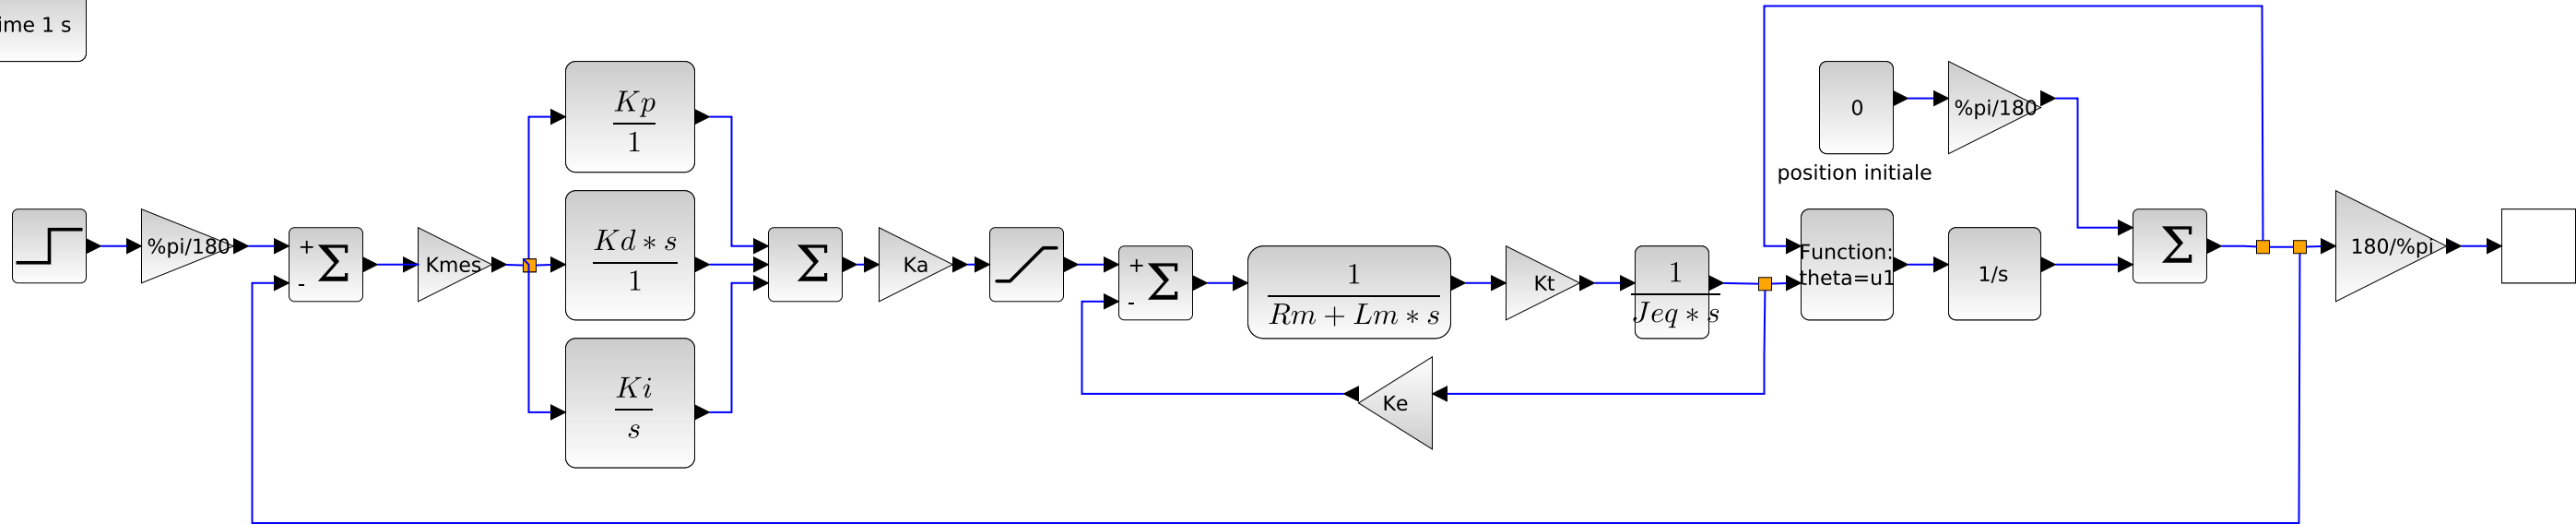 ime 1 s
Kp
1
0
%pi/180
position initiale
%pi/180
+
-
Σ
Kmes
Kd * s
1
Σ
Ka
+
-
Σ
1
Rm + Lm * s
Kt
1
Jeq * s
Function:
theta=u1
1/s
Σ
180/%pi
Ki
s
Ke